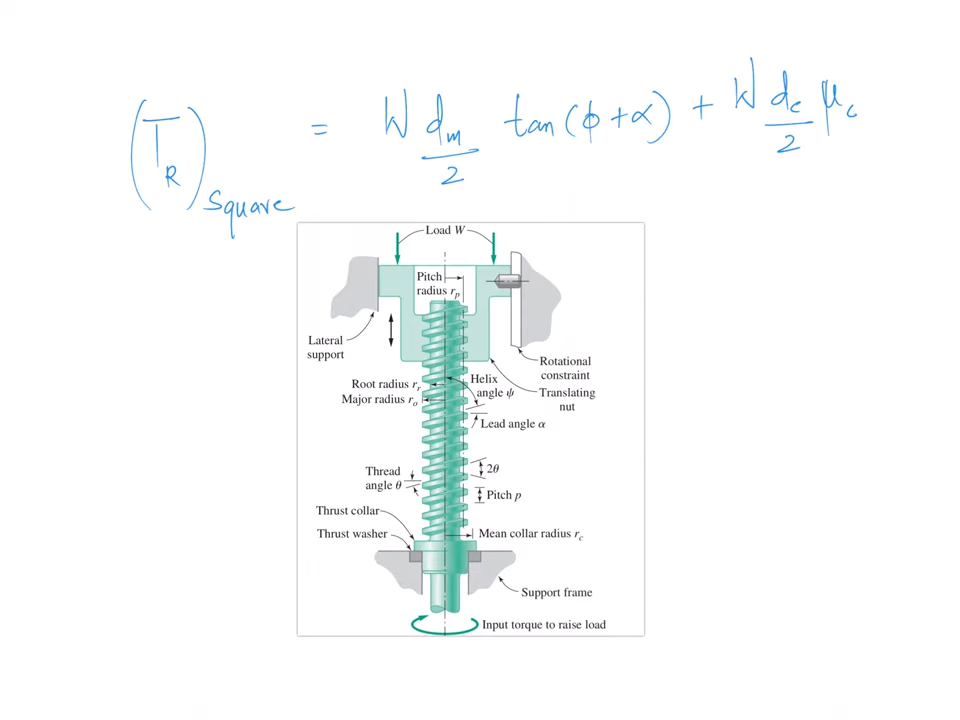 (T_R)_Square = W d_m/2 tan(ϕ+α) + W d_c/2 μ_c
Load W
Pitch
radius r_p
Lateral
support
Rotational
constraint
Root radius r_r
Helix
angle ψ
Translating
nut
Major radius r_o
Lead angle α
Thread
angle θ
2θ
Pitch p
Thrust collar
Thrust washer
Mean collar radius r_c
Support frame
Input torque to raise load